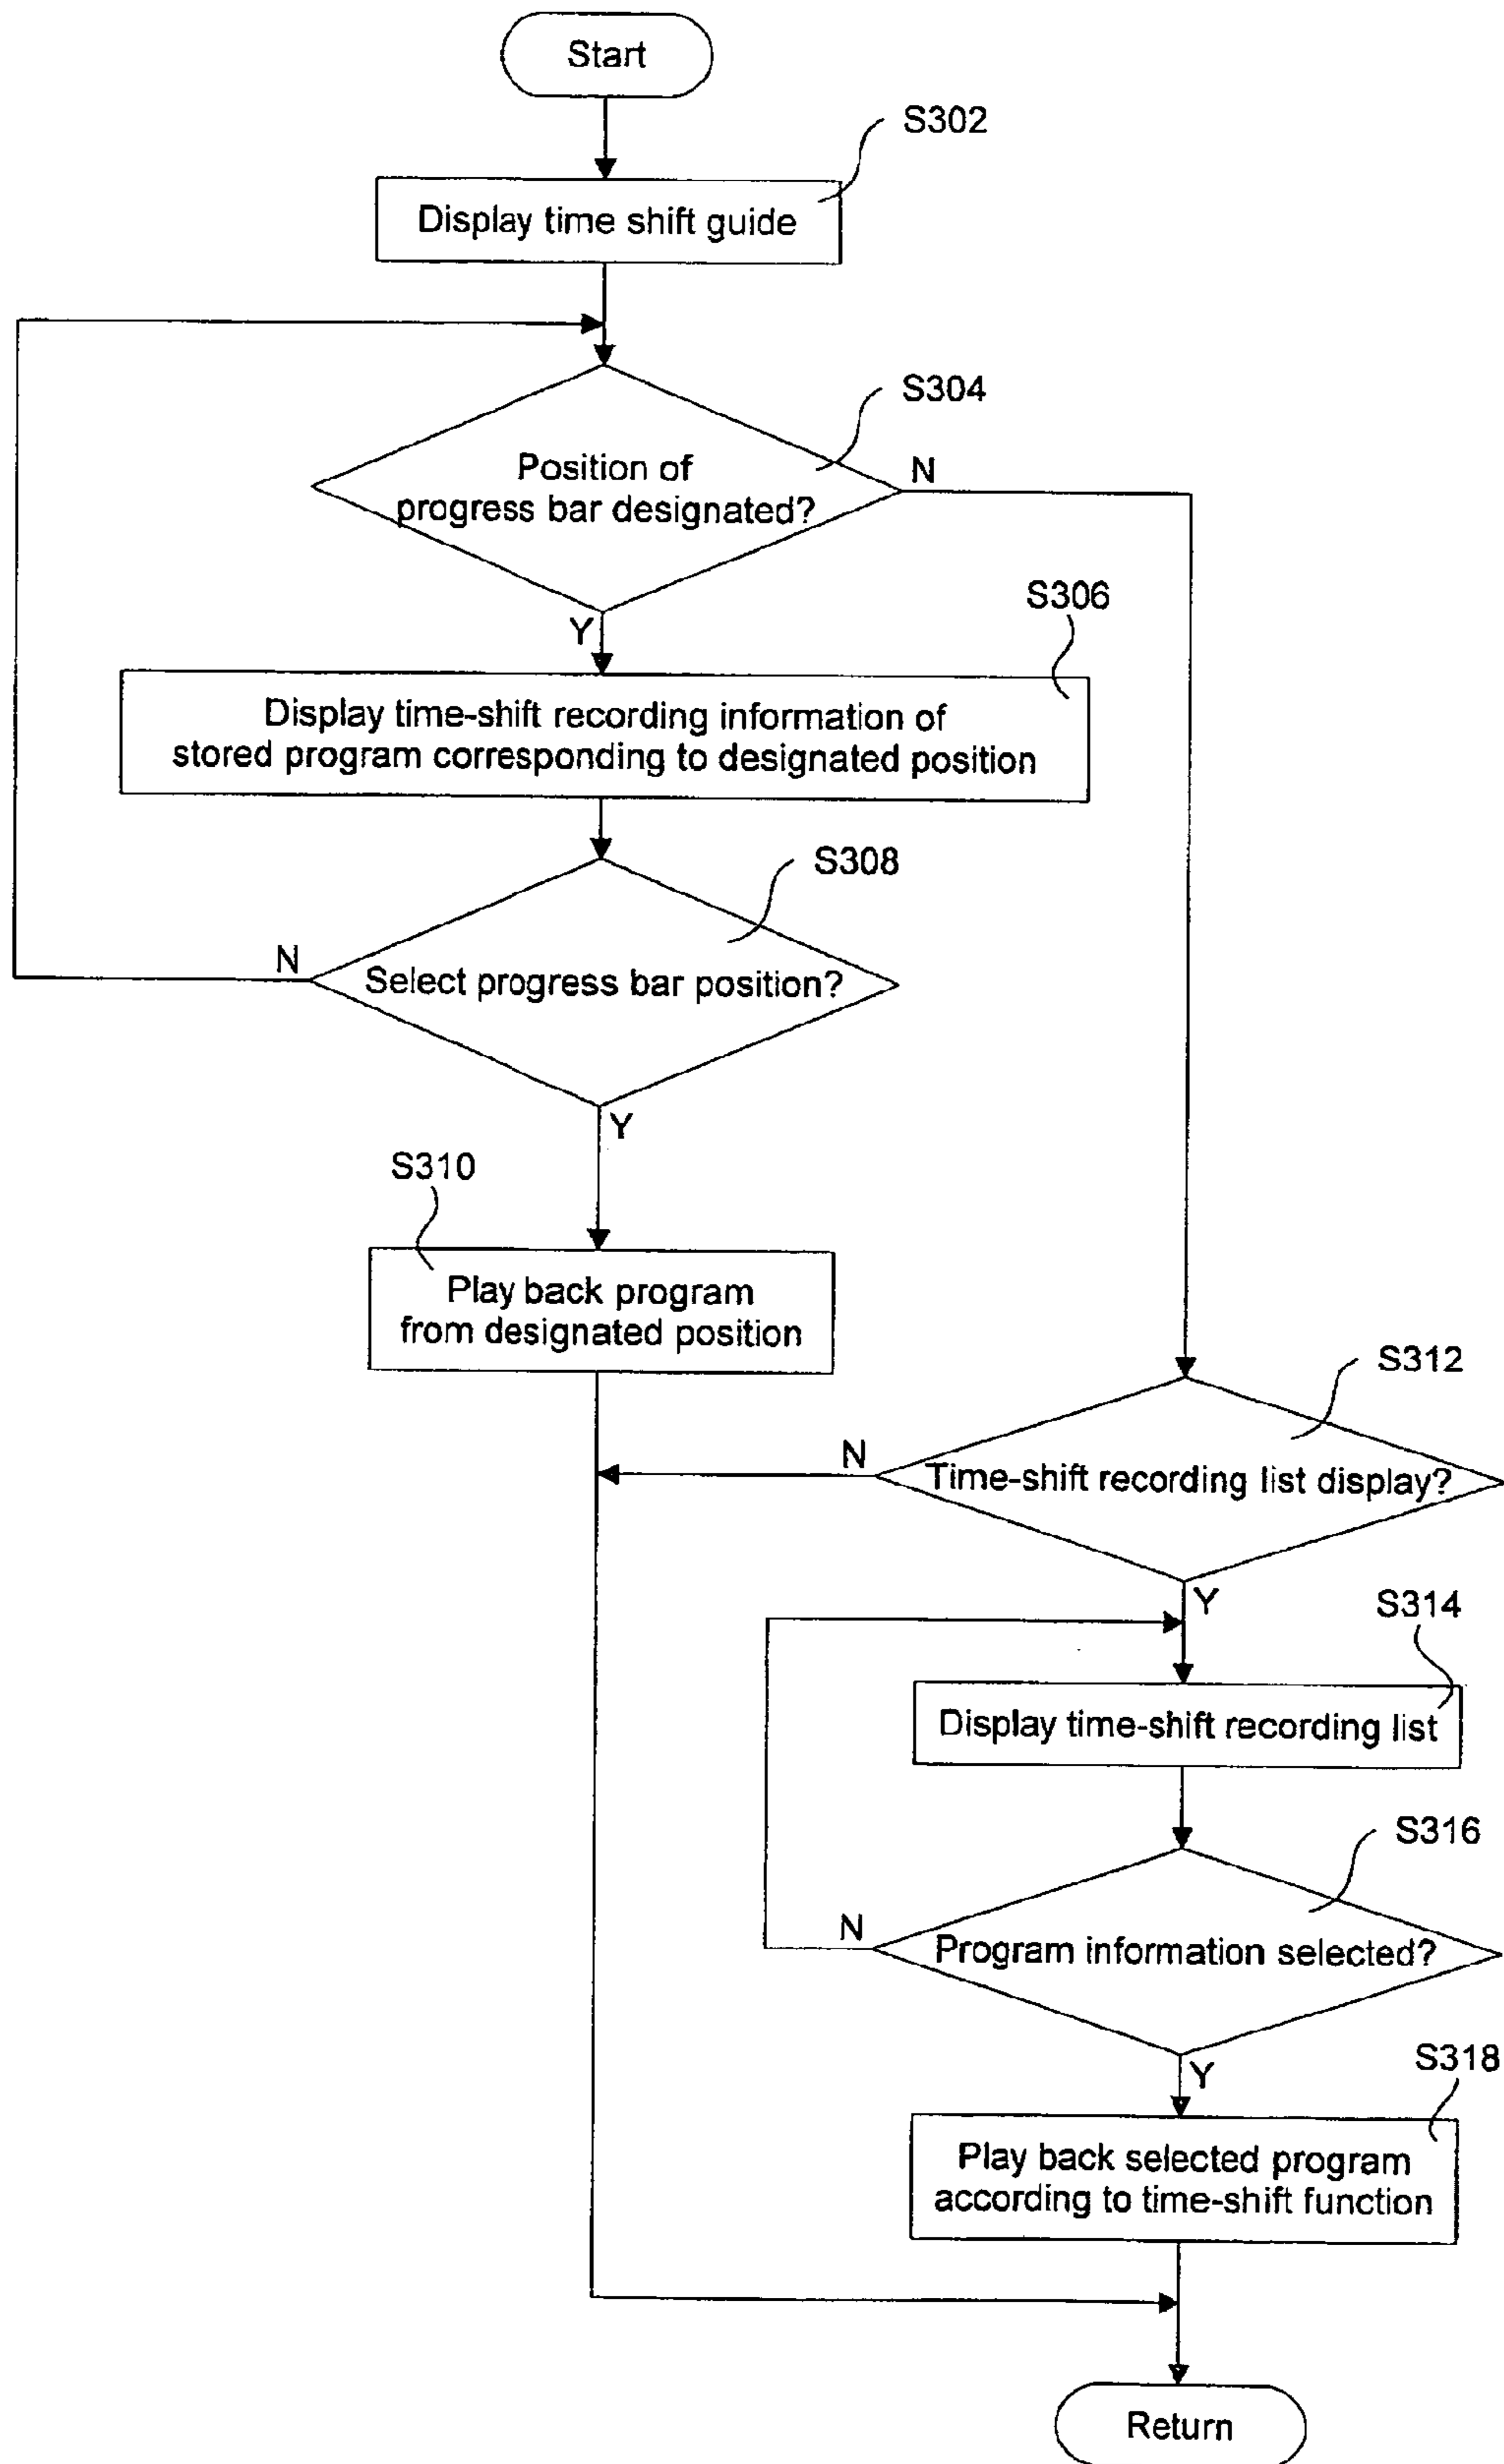 Start
S302
Display time shift guide
S304
Position of
progress bar designated?
N
Y
S306
Display time-shift recording information of
stored program corresponding to designated position
S308
Select progress bar position?
N
Y
S310
Play back program
from designated position
S312
Time-shift recording list display?
N
Y
S314
Display time-shift recording list
S316
Program information selected?
N
Y
S318
Play back selected program
according to time-shift function
Return